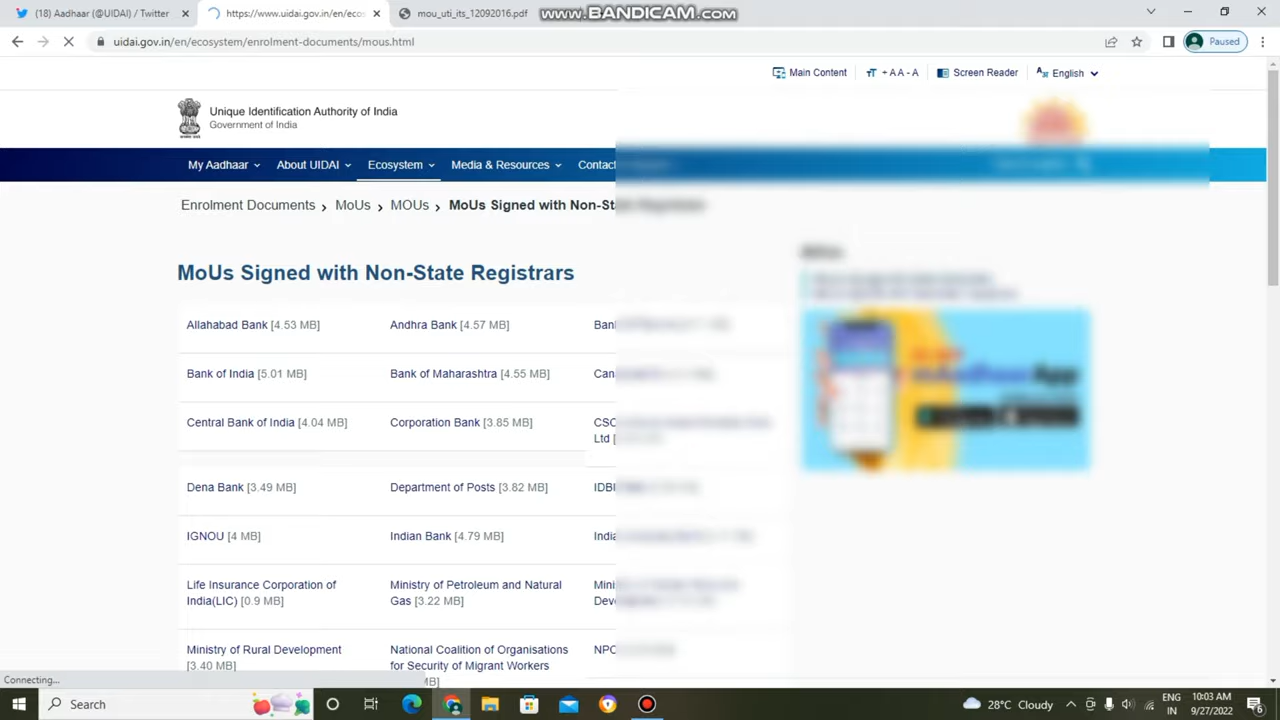 (18) Aadhaar (@UIDAI) / Twitter
https://www.uidai.gov.in/en/ecos
mou_uti_its_12092016.pdf
www.BANDICAM.com
uidai.gov.in/en/ecosystem/enrolment-documents/mous.html
Paused
Main Content
+ A A - A
Screen Reader
English
Unique Identification Authority of India
Government of India
My Aadhaar
About UIDAI
Ecosystem
Media & Resources
Contact
Enrolment Documents > MoUs > MOUs > MoUs Signed with Non-State Registrars
MoUs Signed with Non-State Registrars
Allahabad Bank [4.53 MB]
Andhra Bank [4.57 MB]
Bank
Bank of India [5.01 MB]
Bank of Maharashtra [4.55 MB]
Can
Central Bank of India [4.04 MB]
Corporation Bank [3.85 MB]
CSC
Ltd
Dena Bank [3.49 MB]
Department of Posts [3.82 MB]
IDBI
IGNOU [4 MB]
Indian Bank [4.79 MB]
India
Life Insurance Corporation of
India(LIC) [0.9 MB]
Ministry of Petroleum and Natural
Gas [3.22 MB]
Mini
Deve
Ministry of Rural Development
[3.40 MB]
National Coalition of Organisations
for Security of Migrant Workers
MB]
NPC
Connecting...
Search
28°C Cloudy
ENG
IN
10:03 AM
9/27/2022
6